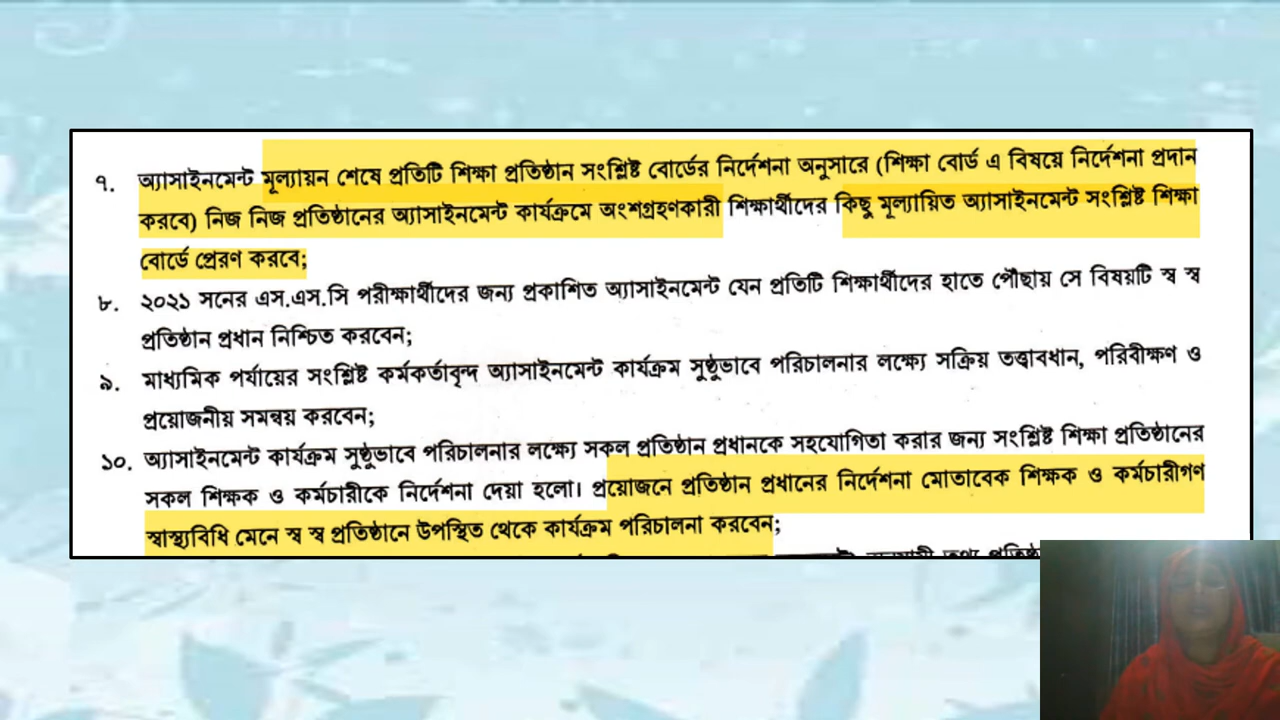 ৭. অ্যাসাইনমেন্ট মূল্যায়ন শেষে প্রতিটি শিক্ষা প্রতিষ্ঠান সংশ্লিষ্ট বোর্ডের নির্দেশনা অনুসারে (শিক্ষা বোর্ড এ বিষয়ে নির্দেশনা প্রদান
করবে) নিজ নিজ প্রতিষ্ঠানের অ্যাসাইনমেন্ট কার্যক্রমে অংশগ্রহণকারী শিক্ষার্থীদের কিছু মূল্যায়িত অ্যাসাইনমেন্ট সংশ্লিষ্ট শিক্ষা
বোর্ডে প্রেরণ করবে;
৮. ২০২১ সনের এস.এস.সি পরীক্ষার্থীদের জন্য প্রকাশিত অ্যাসাইনমেন্ট যেন প্রতিটি শিক্ষার্থীদের হাতে পৌছায় সে বিষয়টি স্ব স্ব
প্রতিষ্ঠান প্রধান নিশ্চিত করবেন;
৯. মাধ্যমিক পর্যায়ের সংশ্লিষ্ট কর্মকর্তাবৃন্দ অ্যাসাইনমেন্ট কার্যক্রম সুষ্ঠুভাবে পরিচালনার লক্ষ্যে সক্রিয় তত্ত্বাবধান, পরিবীক্ষণ ও
প্রয়োজনীয় সমন্বয় করবেন;
১০. অ্যাসাইনমেন্ট কার্যক্রম সুষ্ঠুভাবে পরিচালনার লক্ষ্যে সকল প্রতিষ্ঠান প্রধানকে সহযোগিতা করার জন্য সংশ্লিষ্ট শিক্ষা প্রতিষ্ঠানের
সকল শিক্ষক ও কর্মচারীকে নির্দেশনা দেয়া হলো। প্রয়োজনে প্রতিষ্ঠান প্রধানের নির্দেশনা মোতাবেক শিক্ষক ও কর্মচারীগণ
স্বাস্থ্যবিধি মেনে স্ব স্ব প্রতিষ্ঠানে উপস্থিত থেকে কার্যক্রম পরিচালনা করবেন;